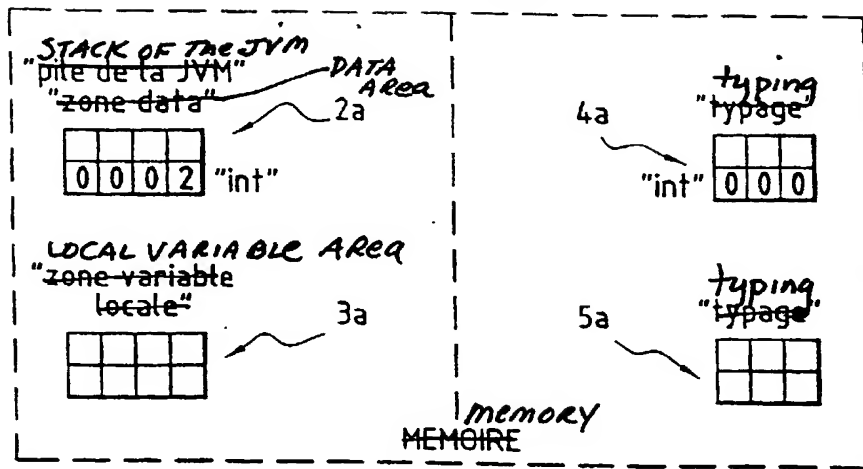 STACK OF THE JVM
"pile de la JVM"
"zone data"
DATA AREA
2a
0 0 0 2 "int"
LOCAL VARIABLE AREA
"zone variable
locale"
3a
typing
"typage"
4a
"int" 0 0 0
typing
"typage"
5a
memory
MEMOIRE